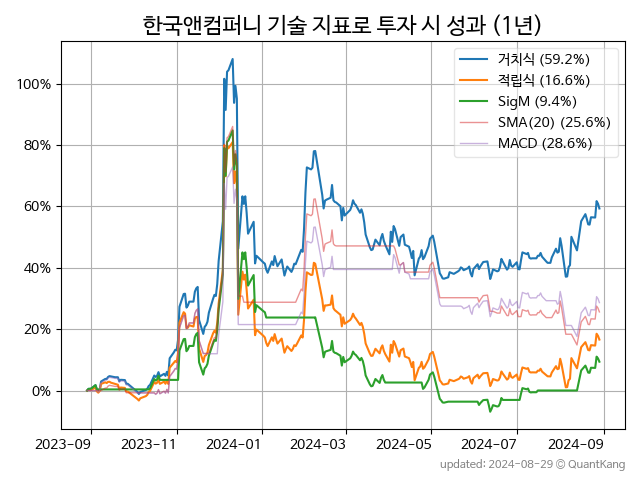 한국앤컴퍼니 기술 지표로 투자 시 성과 (1년)
거치식 (59.2%)
적립식 (16.6%)
SigM (9.4%)
SMA(20) (25.6%)
MACD (28.6%)
100%
80%
60%
40%
20%
0%
2023-09 2023-11 2024-01 2024-03 2024-05 2024-07 2024-09
updated: 2024-08-29 © QuantKang